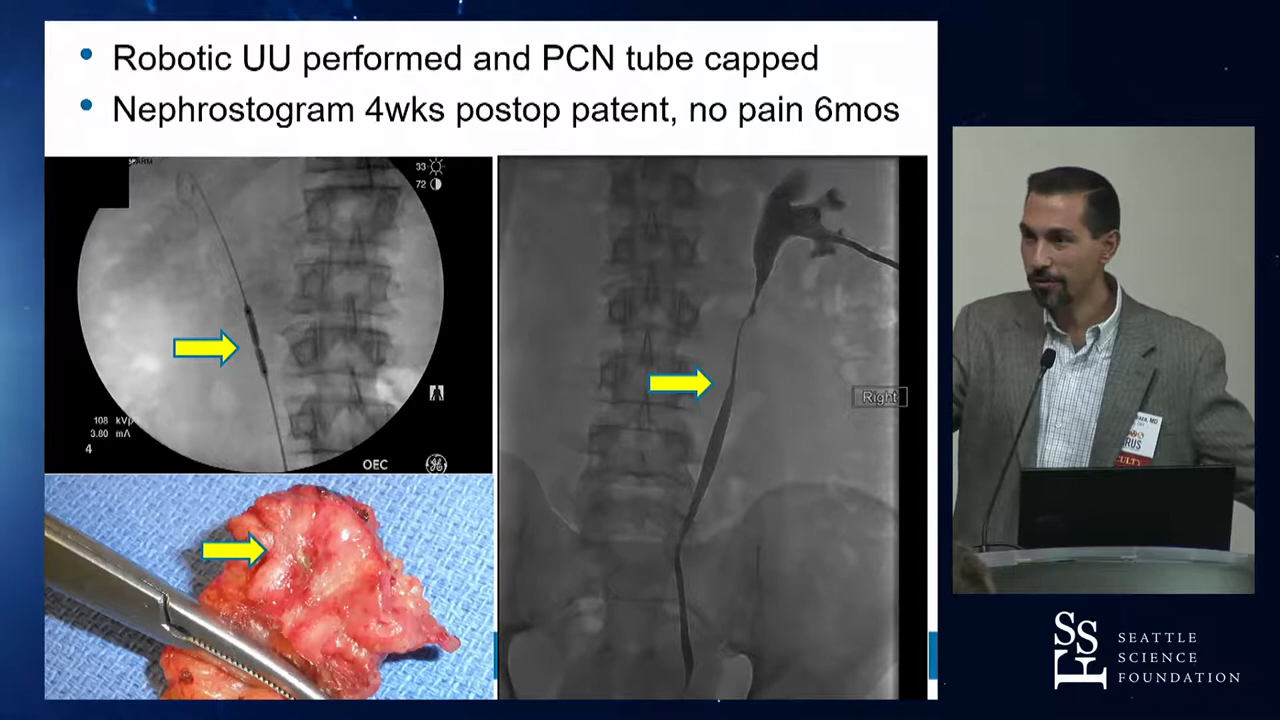 Robotic UU performed and PCN tube capped
Nephrostogram 4wks postop patent, no pain 6mos
33
72
108 kVp
3.80 mA
4
OEC
Right
SEATTLE
SCIENCE
FOUNDATION